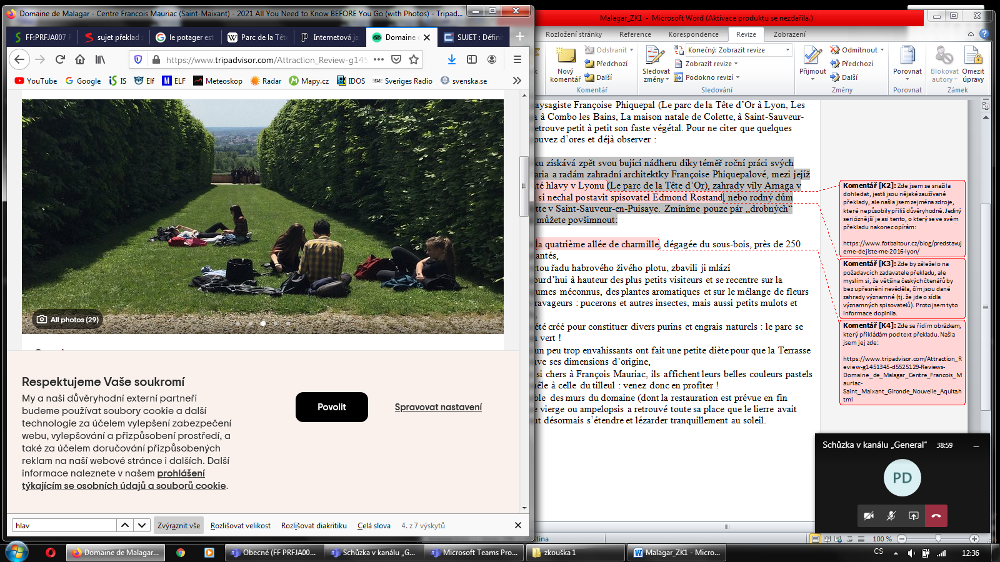 Domaine de Malagar - Centre Francois Mauriac (Saint-Maixant) - 2021 All You Need to Know BEFORE You Go (with Photos) - Tripad...
FF:PRFJA007 F
sujet překlad z
le potager est
Parc de la Tête
Internetová ja
Domaine d
SUJET : Définit
https://www.tripadvisor.com/Attraction_Review-g145
YouTube
Google
IS
Elf
ELF
Meteoskop
Radar
Mapy.cz
IDOS
Sveriges Radio
svenska.se
All photos (29)
Respektujeme Vaše soukromí
My a naši důvěryhodní externí partneři
budeme používat soubory cookie a další
technologie za účelem vylepšení zabezpečení
webu, vylepšování a přizpůsobení prostředí, a
také za účelem doručování přizpůsobených
reklam na naší webové stránce i dalších. Další
informace naleznete v našem prohlášení
týkajícím se osobních údajů a souborů cookie.
Povolit
Spravovat nastavení
hlav
Zvýraznit vše
Rozlišovat velikost
Rozlišovat diakritiku
Celá slova
4. z 7 výskytů
Malagar_ZK1 - Microsoft Word (Aktivace produktu se nezdařila.)
Rozložení stránky
Reference
Korespondence
Revize
Zobrazení
Nový
komentář
Odstranit
Předchozí
Další
Komentář
Sledovat
změny
Konečný: Zobrazit revize
Zobrazit revize
Podokno revizí
Sledování
Přijmout
Odmítnout
Předchozí
Další
Změny
Porovnat
Porovnat
Blokovat
autory
Omezit
úpravy
Zámek
aysagiste Françoise Phiquepal (Le parc de la Tête d’Or à Lyon, Les
a à Combo les Bains, La maison natale de Colette, à Saint-Sauveur-
etrouve petit à petit son faste végétal. Pour ne citer que quelques
ouvez d’ores et déjà observer :
ku získává zpět svou bující nádheru díky téměř roční práci svých
aria a radám zahradní architektky Françoise Phiquepalové, mezi jejíž
té hlavy v Lyonu (Le parc de la Tête d’Or), zahrady vily Arnaga v
si nechal postavit spisovatel Edmond Rostand, nebo rodný dům
tte v Saint-Sauveur-en-Puisaye. Zmíníme pouze pár ,,drobných“
můžete povšimnout:
la quatrième allée de charmille, dégagée du sous-bois, près de 250
antés,
rtou řadu habrového živého plotu, zbavili ji mlází
ourd’hui à hauteur des plus petits visiteurs et se recentre sur la
umes méconnus, des plantes aromatiques et sur le mélange de fleurs
ravageurs : pucerons et autres insectes, mais aussi petits mulots et
été créé pour constituer divers purins et engrais naturels : le parc se
u vert !
un peu trop envahissants ont fait une petite diète pour que la Terrasse
uve ses dimensions d’origine,
si chers à François Mauriac, ils affichent leurs belles couleurs pastels
mêle à celle du tilleul : venez donc en profiter !
ble des murs du domaine (dont la restauration est prévue en fin
e vierge ou ampelopsis a retrouvé toute sa place que le lierre avait
ut désormais s’étendre et lézarder tranquillement au soleil.
Komentář [K2]: Zde jsem se snažila
dohledat, jestli jsou nějaké zaužívané
překlady, ale našla jsem zejména zdroje,
které nepůsobily příliš důvěryhodně. Jediný
serióznější je asi tento, o který se ve svém
překladu nakonec opírám:
https://www.fotbaltour.cz/blog/predstavuj
eme-dejiste-me-2016-lyon/
Komentář [K3]: Zde by záleželo na
požadavcích zadavatele překladu, ale
myslím si, že většina českých čtenářů by
bez upřesnění nevěděla, čím jsou dané
zahrady významné (tj. že jde o sídla
významných spisovatelů). Proto jsem tyto
informace doplnila.
Komentář [K4]: Zde se řídím obrázkem,
který přikládám pod text překladu. Našla
jsem jej zde:
https://www.tripadvisor.com/Attraction_R
eview-g1451345-d5525129-Reviews-
Domaine_de_Malagar_Centre_Francois_M
auriac-
Saint_Maixant_Gironde_Nouvelle_Aquita.h
tml
Schůzka v kanálu „General“
38:59
PD
ština
100 %
Domaine de Malagar...
Obecné (FF PRFJA00...
Schůzka v kanálu „G...
Microsoft Teams Pro...
zkouška 1
Malagar_ZK1 - Micro...
CS
12:36